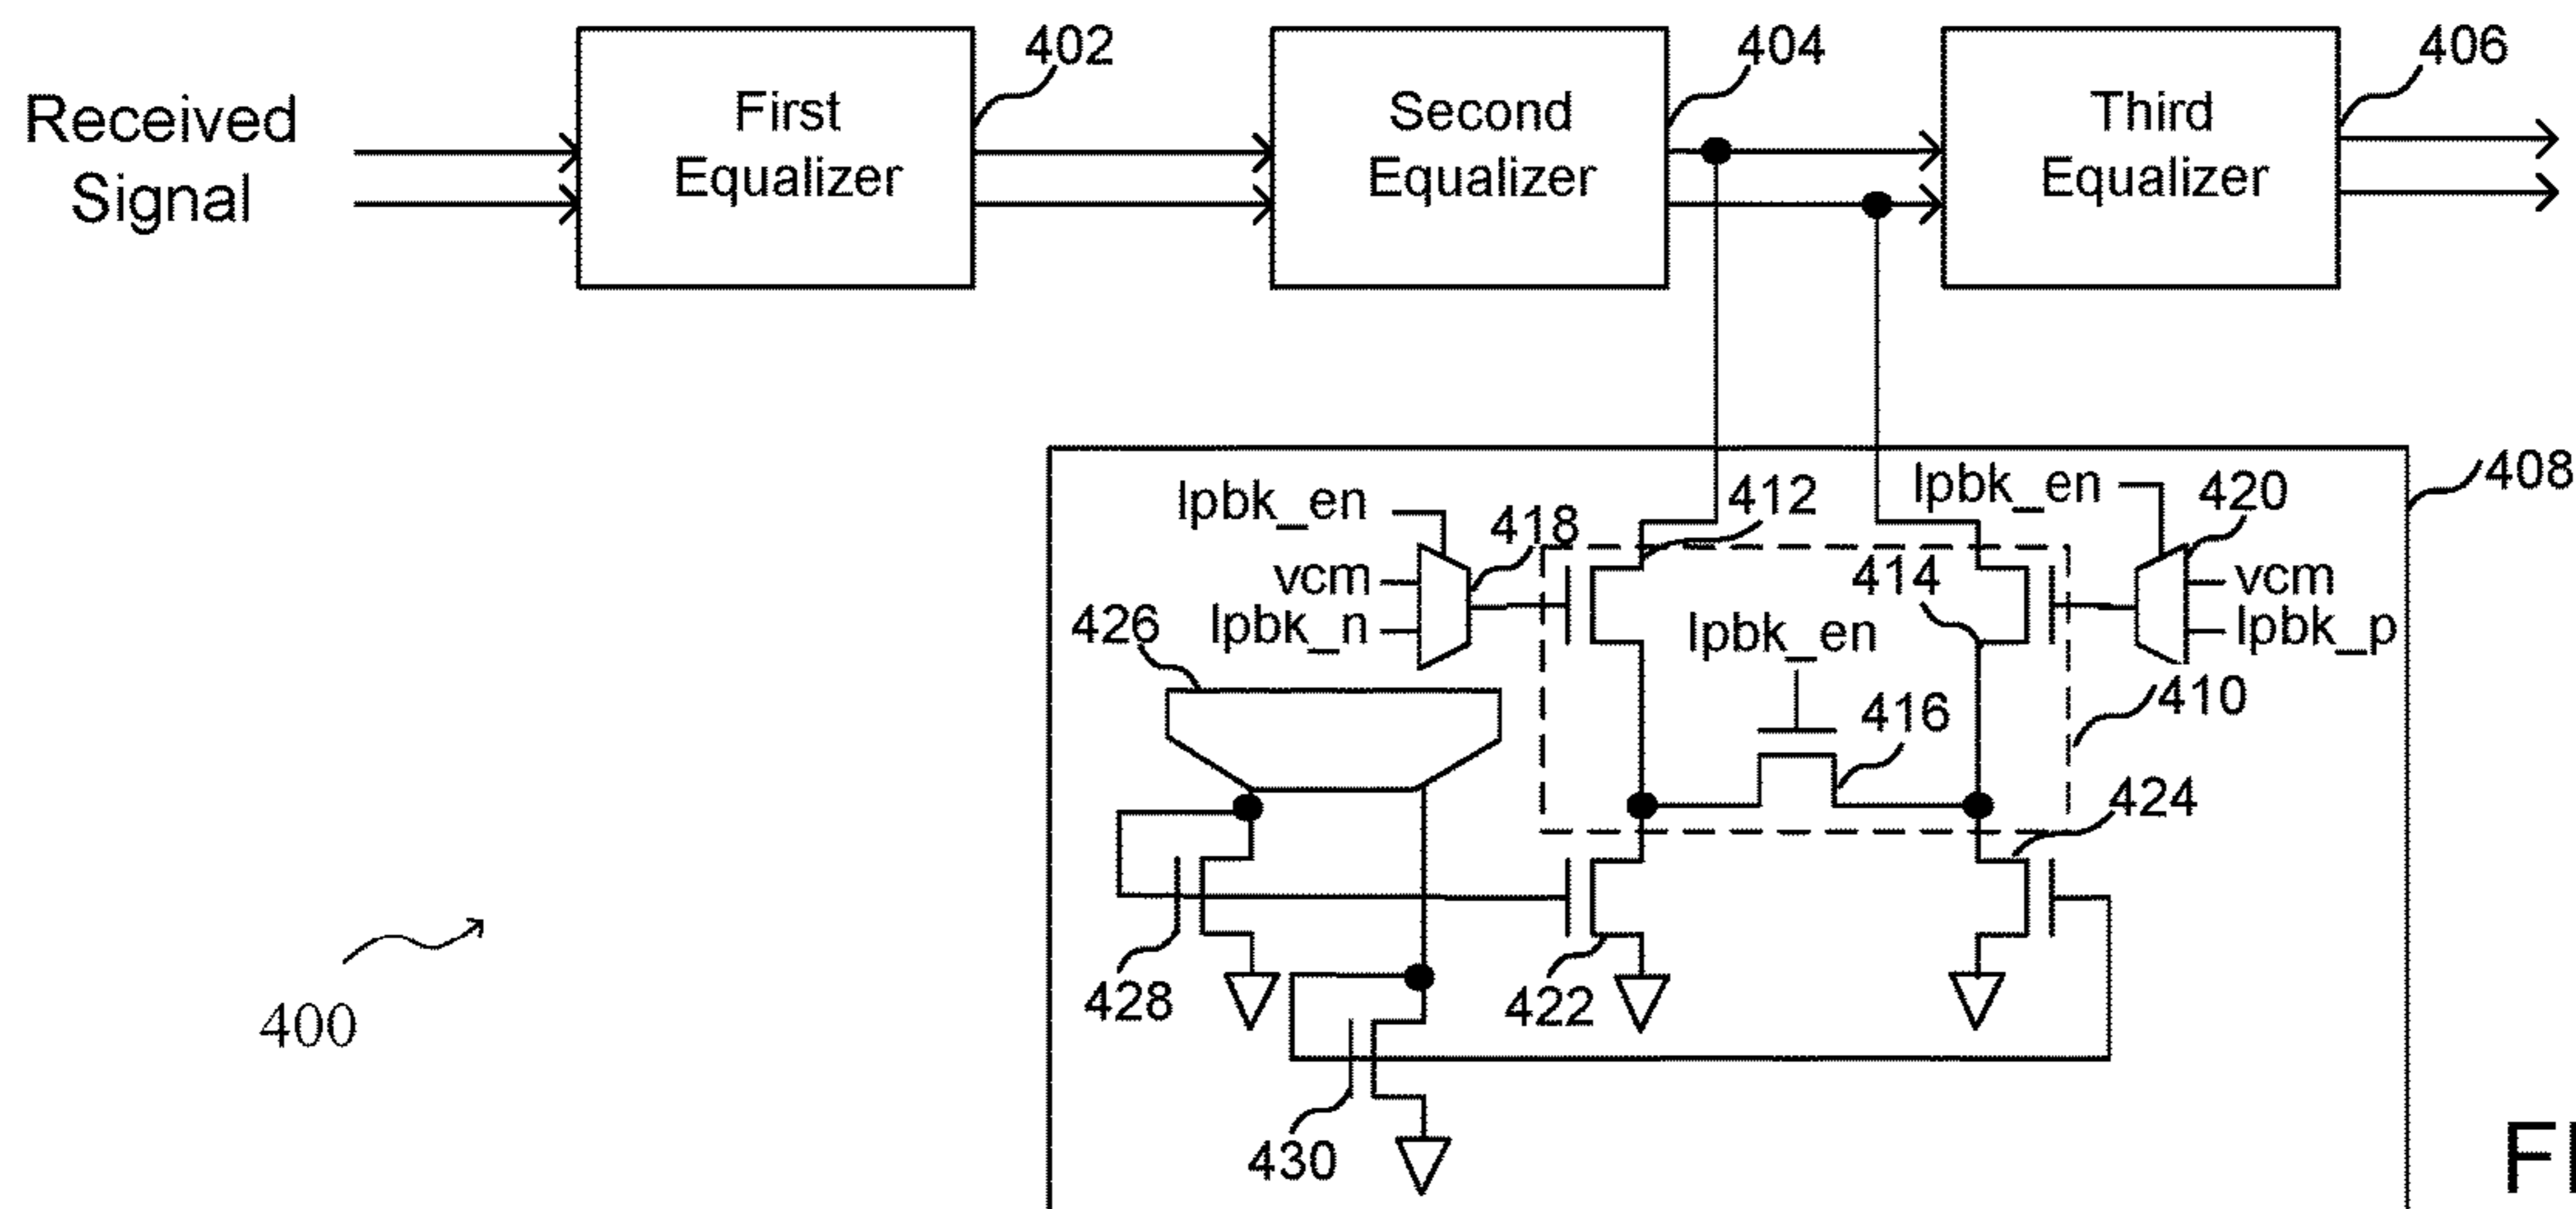 Received
Signal
First
Equalizer
402
Second
Equalizer
404
Third
Equalizer
406
408
lpbk_en
vcm
lpbk_n
418
412
lpbk_en
420
vcm
lpbk_p
414
426
lpbk_en
416
410
424
428
422
430
400